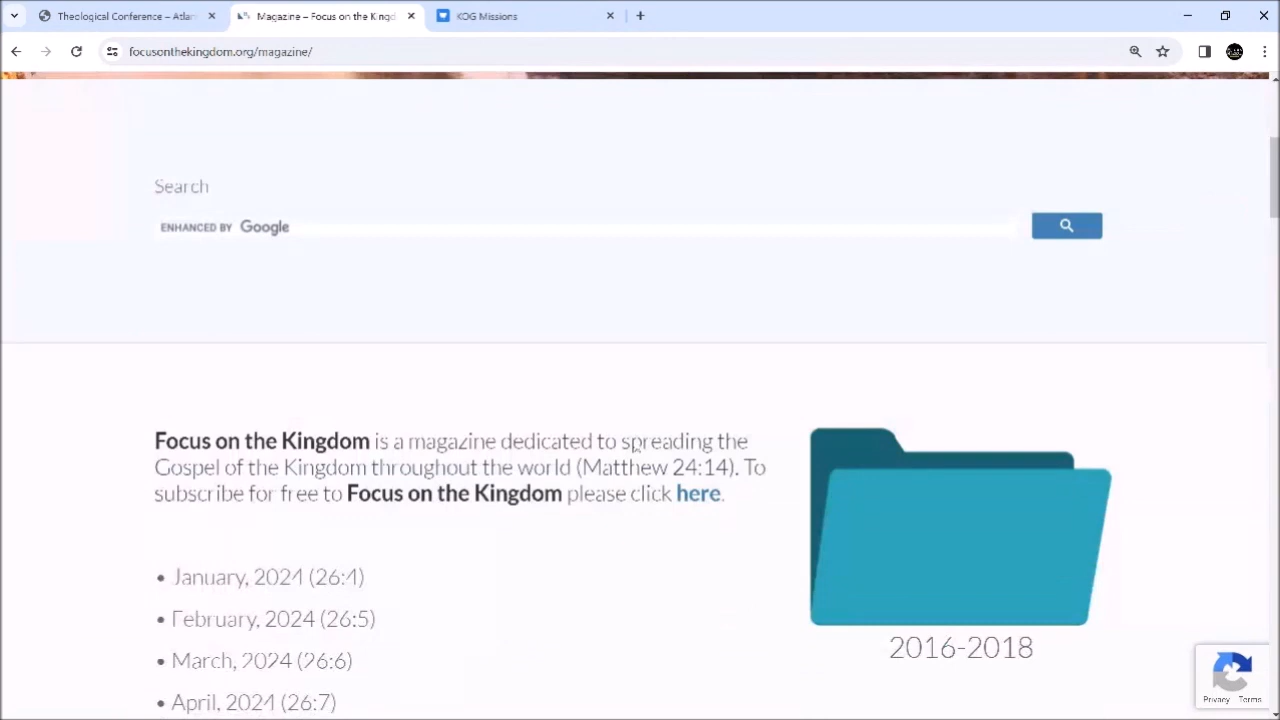 Theological Conference – Atlan
Magazine – Focus on the Kingd
KOG Missions
focusonthekingdom.org/magazine/
Search
ENHANCED BY Google
Focus on the Kingdom is a magazine dedicated to spreading the
Gospel of the Kingdom throughout the world (Matthew 24:14). To
subscribe for free to Focus on the Kingdom please click here.
• January, 2024 (26:4)
• February, 2024 (26:5)
• March, 2024 (26:6)
• April, 2024 (26:7)
2016-2018
Privacy - Terms